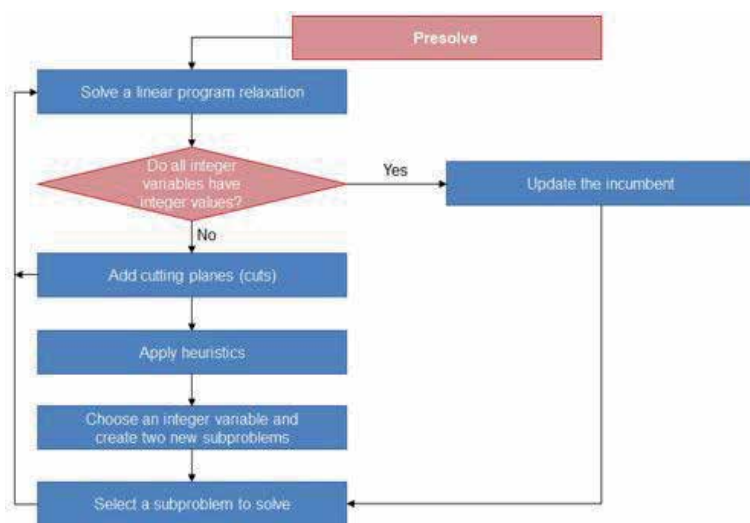 Presolve
Solve a linear program relaxation
Do all integer
variables have
integer values?
Yes
Update the incumbent
No
Add cutting planes (cuts)
Apply heuristics
Choose an integer variable and
create two new subproblems
Select a subproblem to solve